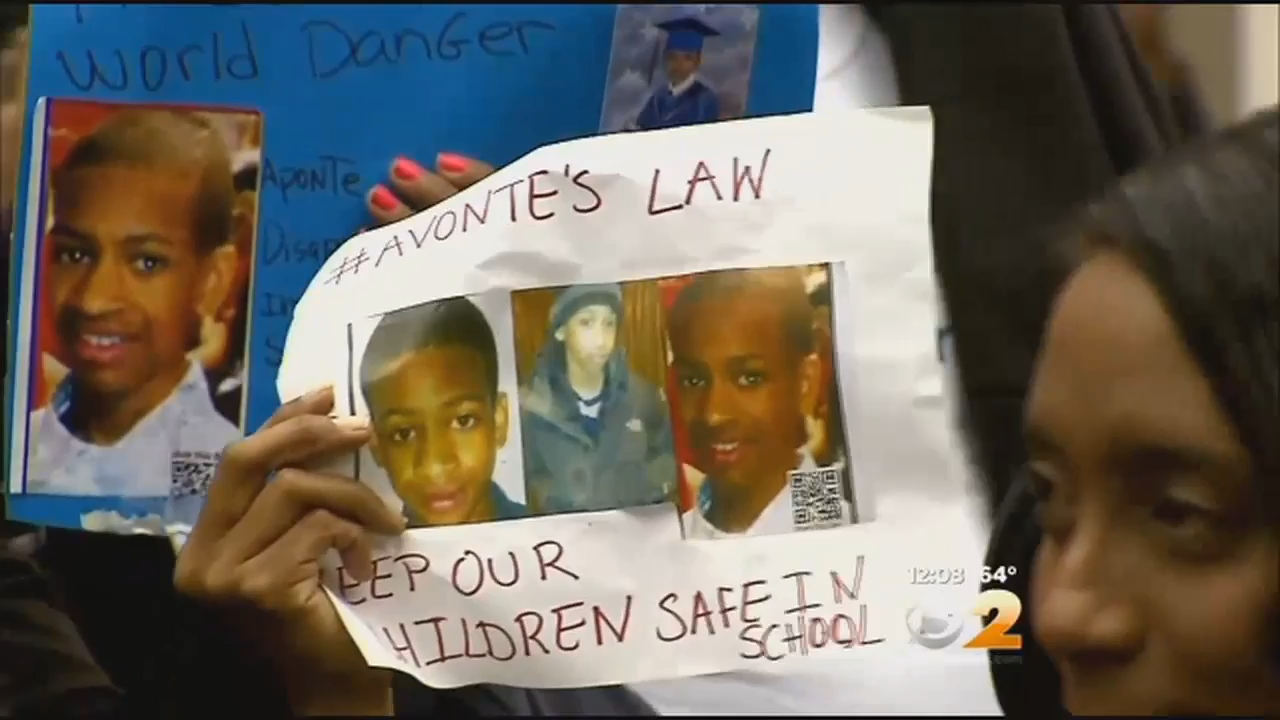 World Danger
Aponte
#AVONTE'S LAW
EEP OUR
HILDREN SAFE IN
SCHOOL
12:08 64°
2